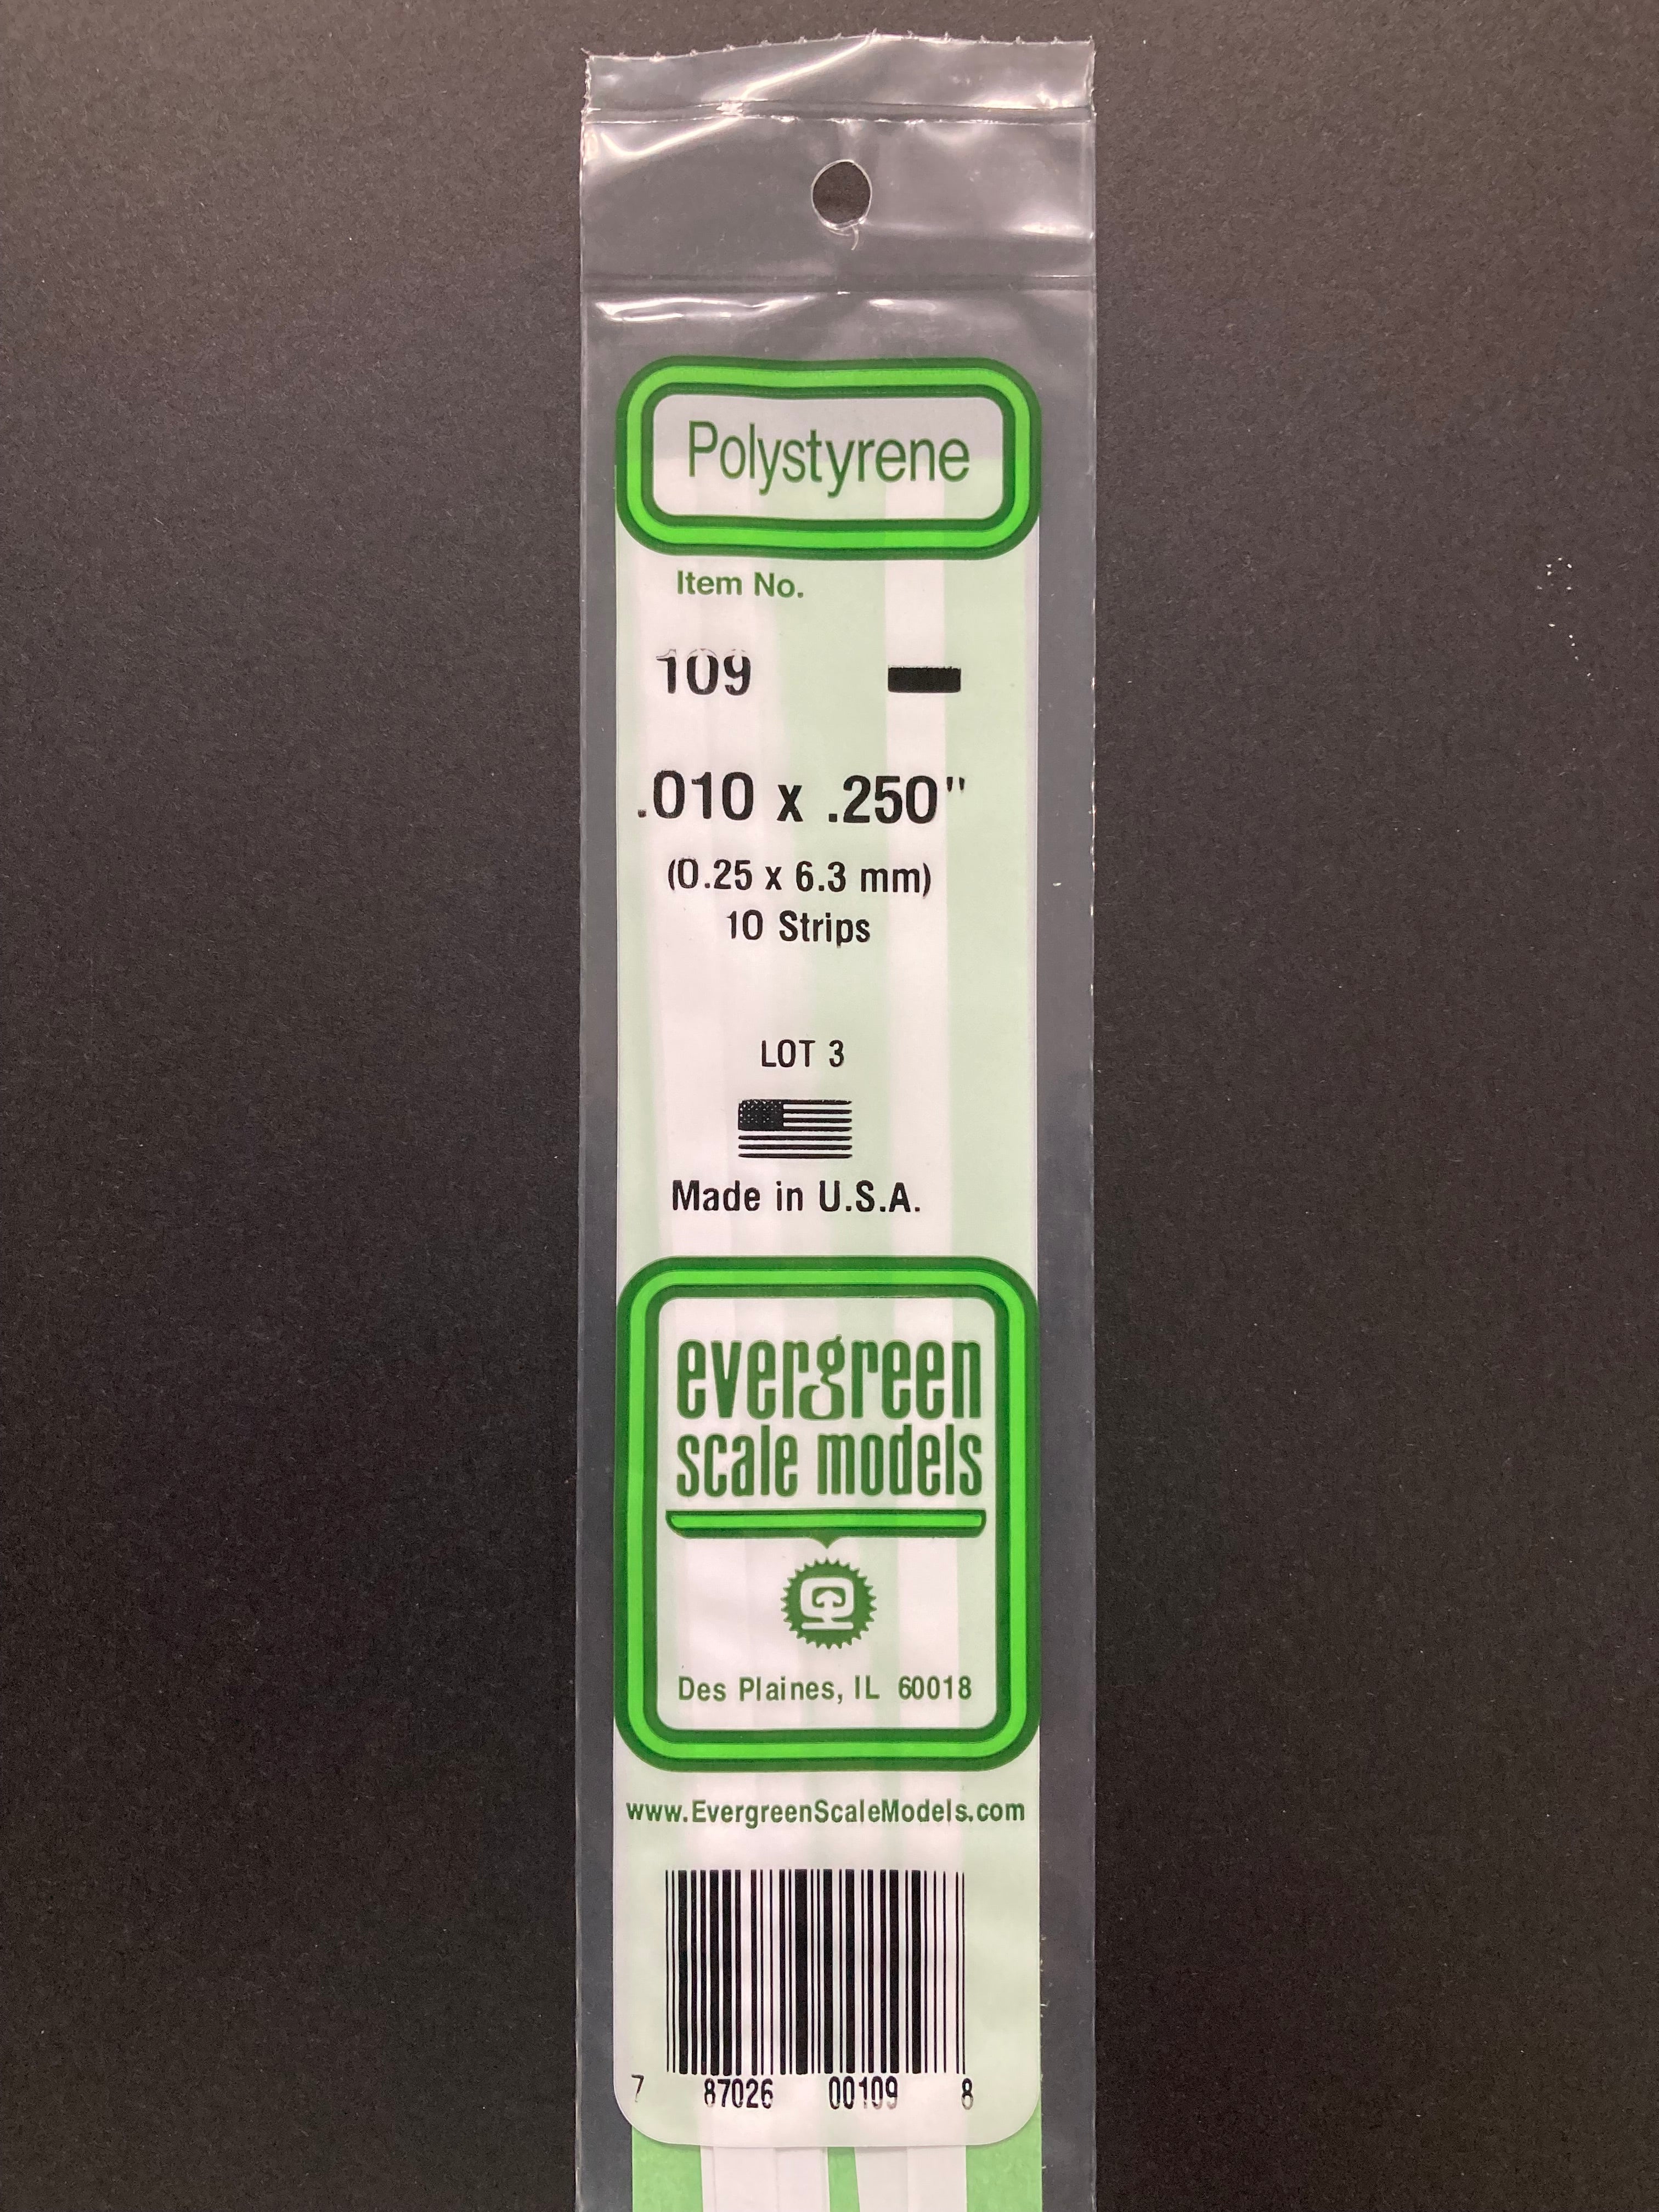 Polystyrene
Item No.
109
.010 x .250"
(0.25 x 6.3 mm)
10 Strips
LOT 3
Made in U.S.A.
evergreen
scale models
Des Plaines, IL 60018
www.EvergreenScaleModels.com
7 87026 00109 8